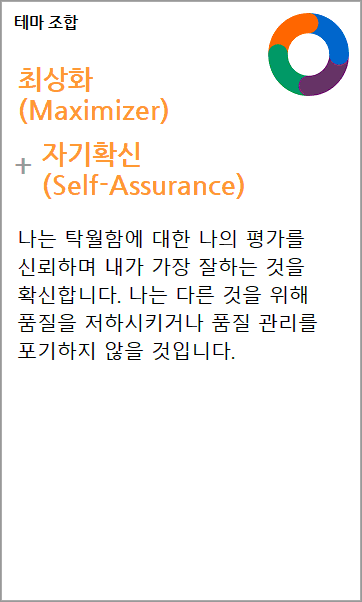 테마 조합
최상화
(Maximizer)
+ 자기확신
(Self-Assurance)
나는 탁월함에 대한 나의 평가를
신뢰하며 내가 가장 잘하는 것을
확신합니다. 나는 다른 것을 위해
품질을 저하시키거나 품질 관리를
포기하지 않을 것입니다.